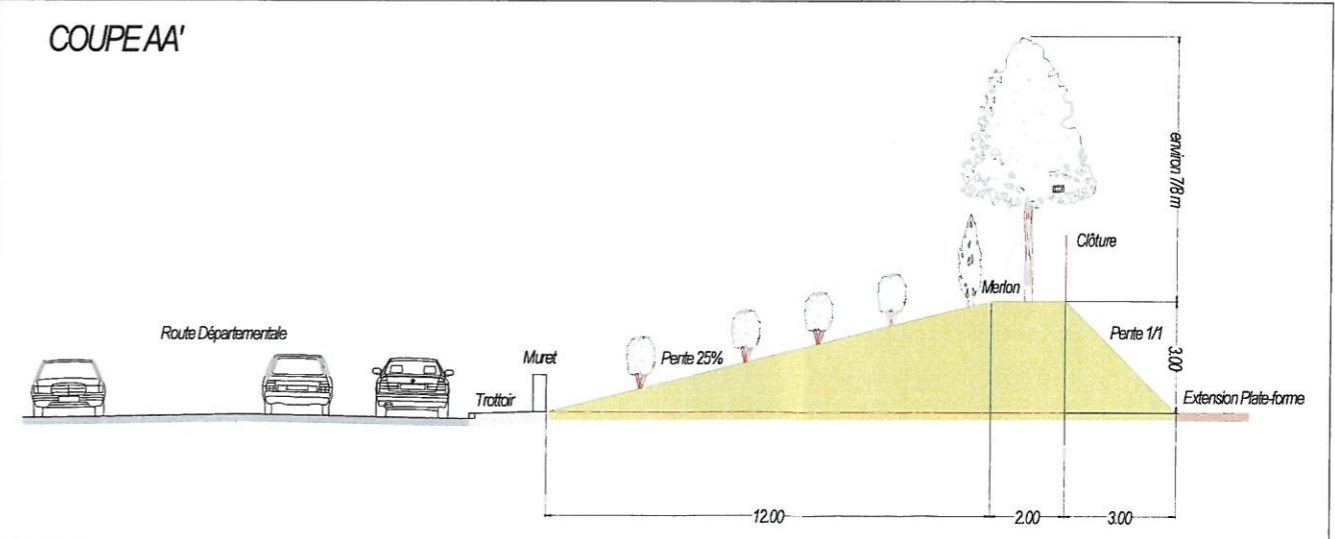 COUPE AA'
environ 7/8 m
Clôture
Merlon
Route Départementale
Pente 1/1
Muret
Pente 25%
3.00
Trottoir
Extension Plate-forme
12.00
2.00
3.00